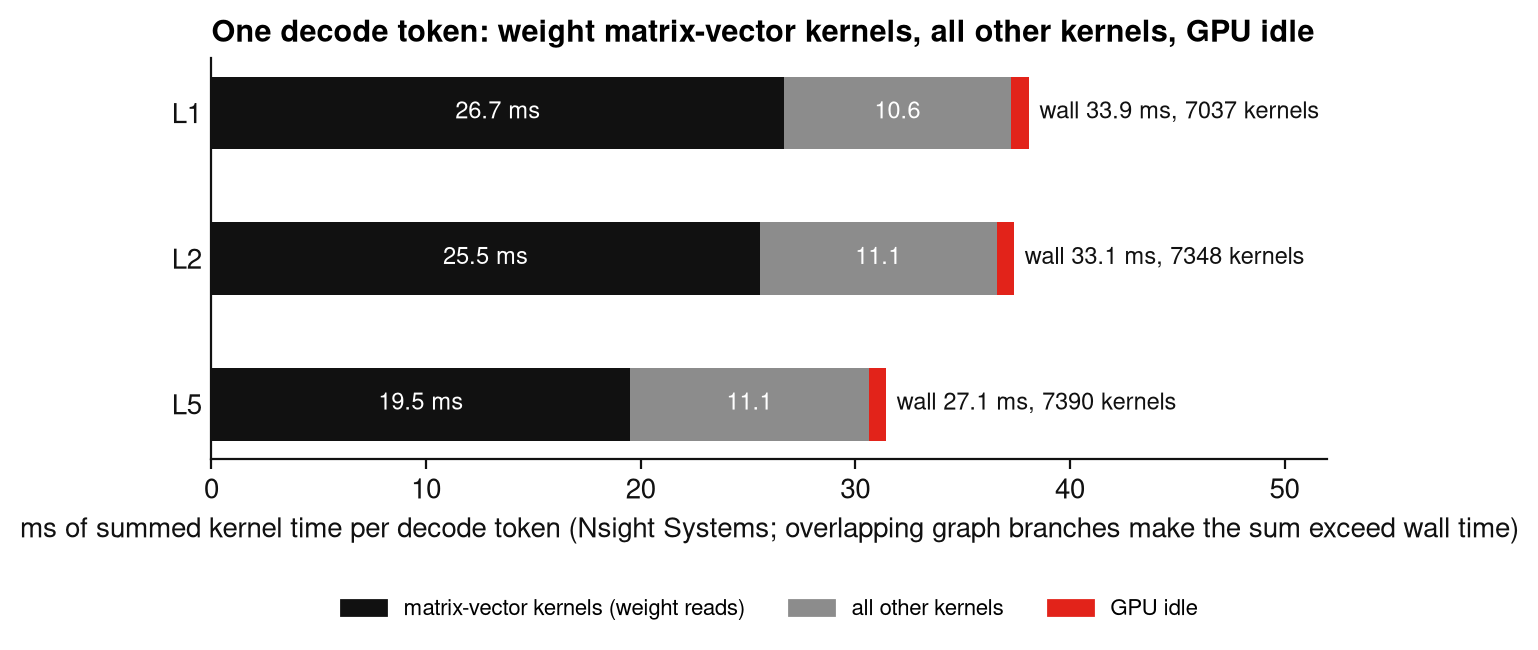 One decode token: weight matrix-vector kernels, all other kernels, GPU idle
L1
26.7 ms
10.6
wall 33.9 ms, 7037 kernels
L2
25.5 ms
11.1
wall 33.1 ms, 7348 kernels
L5
19.5 ms
11.1
wall 27.1 ms, 7390 kernels
0 10 20 30 40 50
ms of summed kernel time per decode token (Nsight Systems; overlapping graph branches make the sum exceed wall time)
matrix-vector kernels (weight reads) all other kernels GPU idle